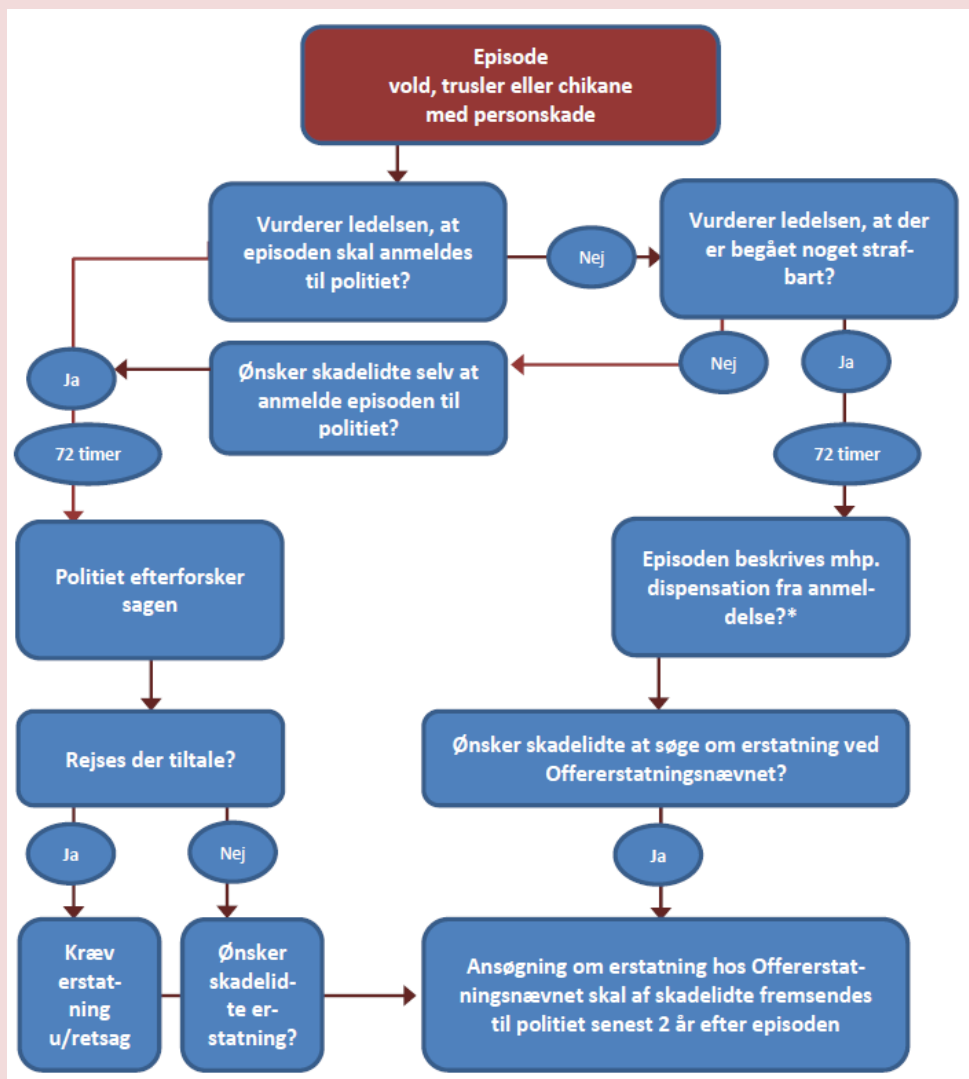 Episode
vold, trusler eller chikane
med personskade
Vurderer ledelsen, at
episoden skal anmeldes
til politiet?
Nej
Vurderer ledelsen, at der
er begået noget straf-
bart?
Ja
Ønsker skadelidte selv at
anmelde episoden til
politiet?
Nej
Ja
72 timer
72 timer
Politiet efterforsker
sagen
Episoden beskrives mhp.
dispensation fra anmel-
delse?*
Rejses der tiltale?
Ønsker skadelidte at søge om erstatning ved
Offererstatningsnævnet?
Ja
Nej
Ja
Kræv
erstat-
ning
u/retsag
Ønsker
skadelid-
te er-
statning?
Ansøgning om erstatning hos Offererstat-
ningsnævnet skal af skadelidte fremsendes
til politiet senest 2 år efter episoden